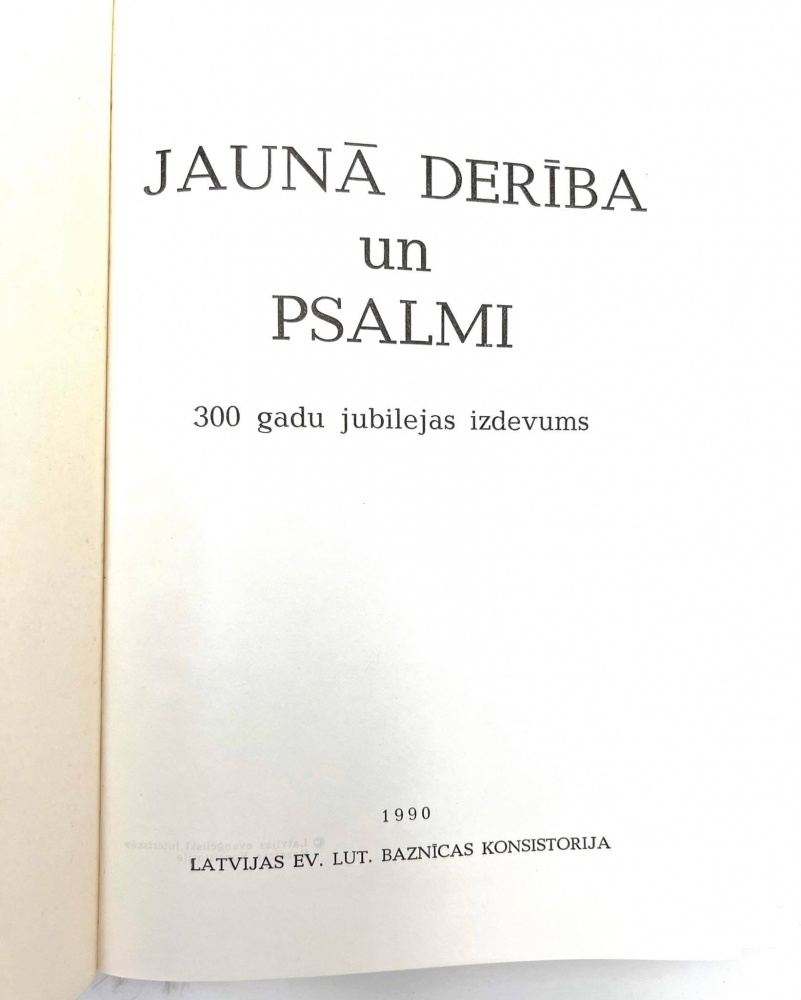 JAUNĀ DERĪBA
un
PSALMI
300 gadu jubilejas izdevums
1990
LATVIJAS EV. LUT. BAZNĪCAS KONSISTORIJA